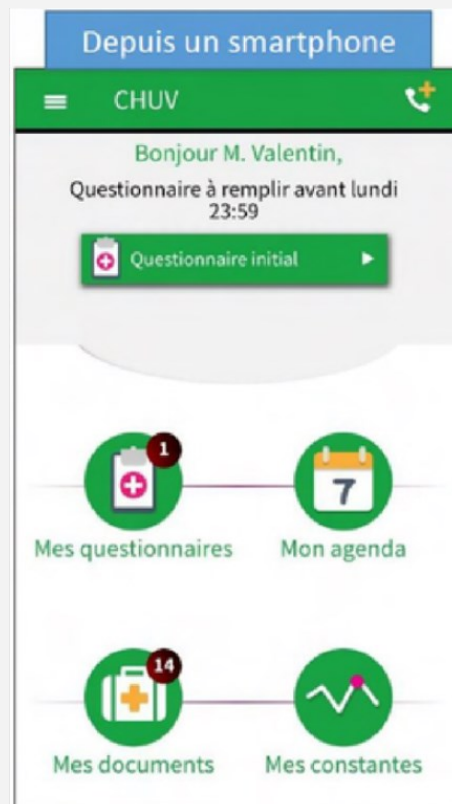 Depuis un smartphone
CHUV
Bonjour M. Valentin,
Questionnaire à remplir avant lundi
23:59
Questionnaire initial
1
7
Mes questionnaires
Mon agenda
14
Mes documents
Mes constantes